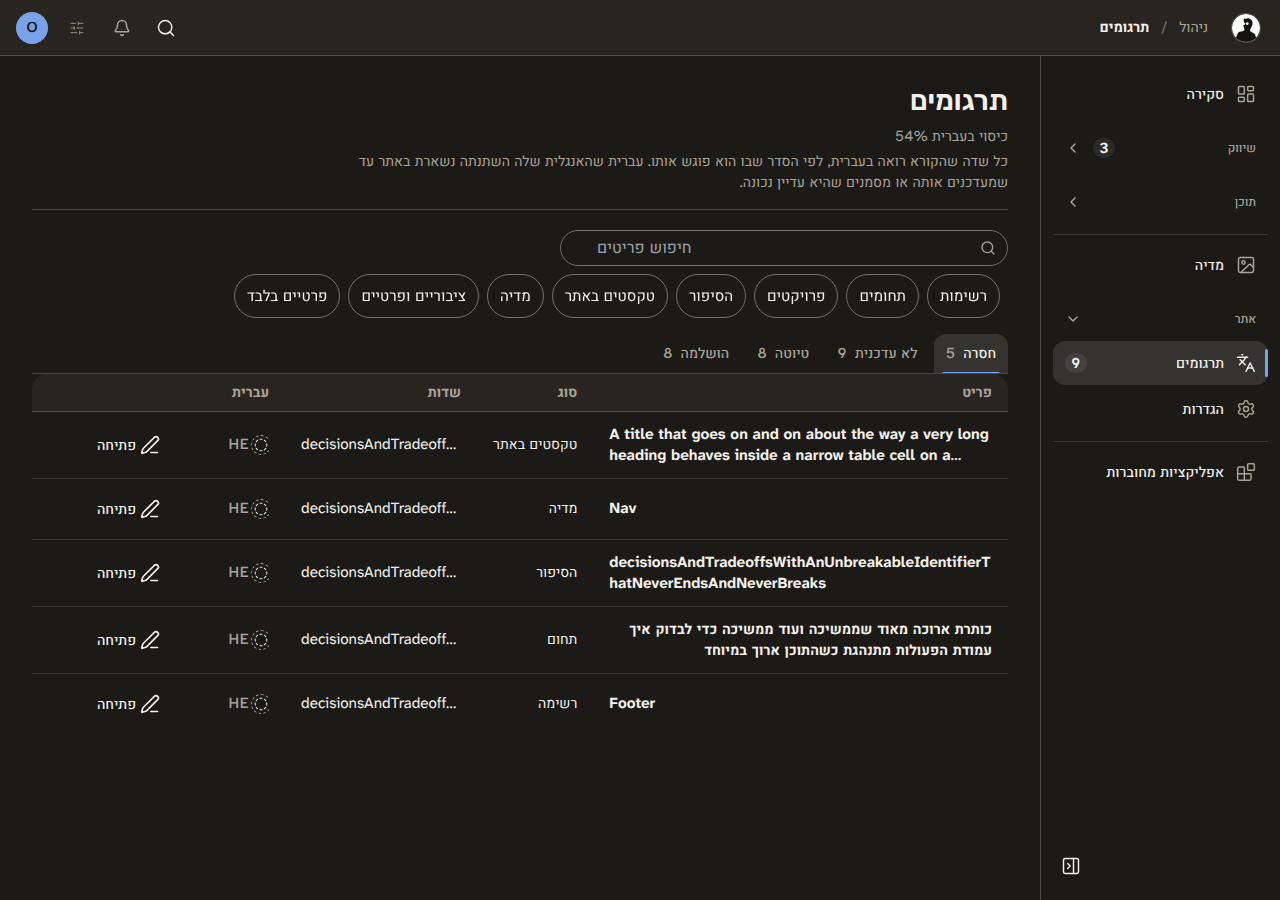 ניהול / תרגומים
O
סקירה
שיווק 3
תוכן
מדיה
אתר
תרגומים 9
הגדרות
אפליקציות מחוברות
תרגומים
כיסוי בעברית 54%
כל שדה שהקורא רואה בעברית, לפי הסדר שבו הוא פוגש אותו. עברית שהאנגלית שלה השתנתה נשארת באתר עד
שמעדכנים אותה או מסמנים שהיא עדיין נכונה.
חיפוש פריטים
רשימות תחומים פרויקטים הסיפור טקסטים באתר מדיה ציבוריים ופרטיים פרטיים בלבד
חסרה 5 לא עדכנית 9 טיוטה 8 הושלמה 8
פריט סוג שדות עברית
A title that goes on and on about the way a very long
heading behaves inside a narrow table cell on a…
טקסטים באתר decisionsAndTradeoff… HE פתיחה
Nav מדיה decisionsAndTradeoff… HE פתיחה
decisionsAndTradeoffsWithAnUnbreakableIdentifierT
hatNeverEndsAndNeverBreaks
הסיפור decisionsAndTradeoff… HE פתיחה
כותרת ארוכה מאוד שממשיכה ועוד ממשיכה כדי לבדוק איך
עמודת הפעולות מתנהגת כשהתוכן ארוך במיוחד
תחום decisionsAndTradeoff… HE פתיחה
Footer רשימה decisionsAndTradeoff… HE פתיחה